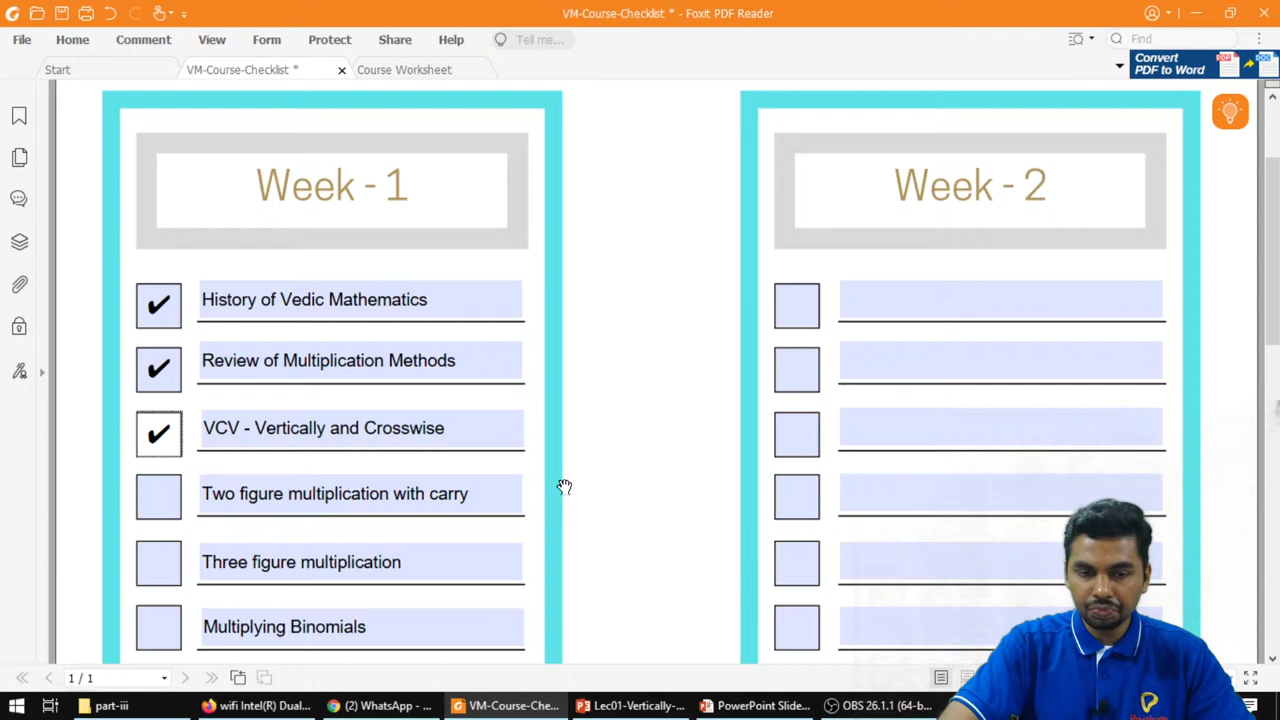 VM-Course-Checklist * - Foxit PDF Reader
File Home Comment View Form Protect Share Help Tell me... Find
Start VM-Course-Checklist * Course Worksheet
Convert PDF to Word
Week - 1
History of Vedic Mathematics
Review of Multiplication Methods
VCV - Vertically and Crosswise
Two figure multiplication with carry
Three figure multiplication
Multiplying Binomials
Week - 2
1 / 1
part-iii wifi Intel(R) Dual... (2) WhatsApp - ... VM-Course-Che... Lec01-Vertically-... PowerPoint Slide... OBS 26.1.1 (64-b...